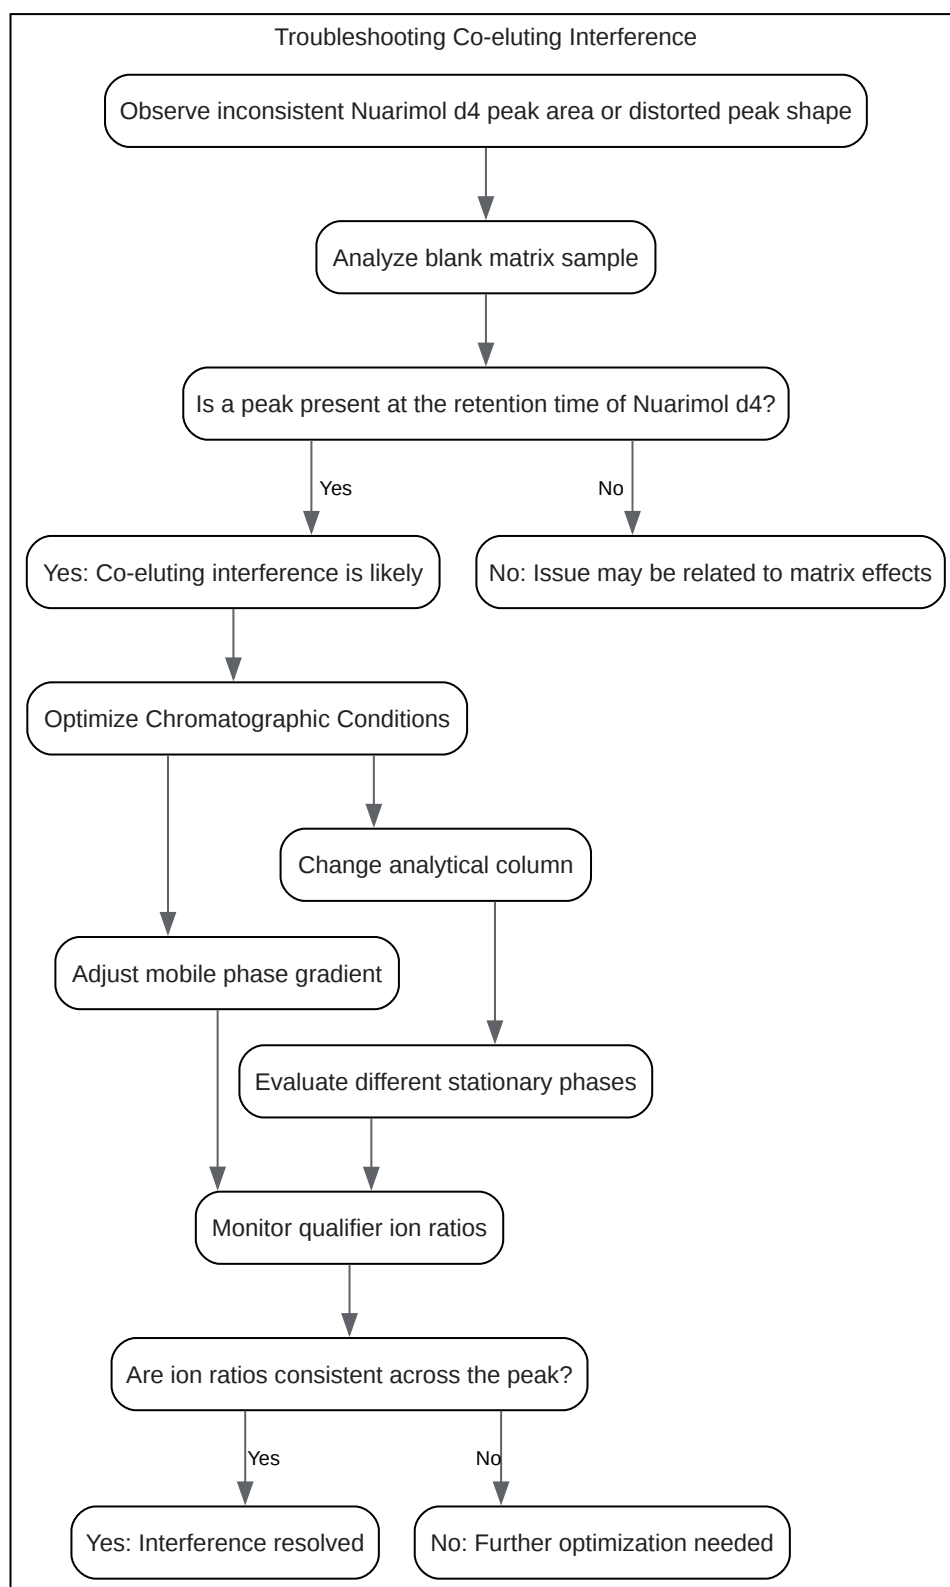 Troubleshooting Co-eluting Interference
Observe inconsistent Nuarimol d4 peak area or distorted peak shape
Analyze blank matrix sample
Is a peak present at the retention time of Nuarimol d4?
Yes
No
Yes: Co-eluting interference is likely
No: Issue may be related to matrix effects
Optimize Chromatographic Conditions
Change analytical column
Adjust mobile phase gradient
Evaluate different stationary phases
Monitor qualifier ion ratios
Are ion ratios consistent across the peak?
Yes
No
Yes: Interference resolved
No: Further optimization needed